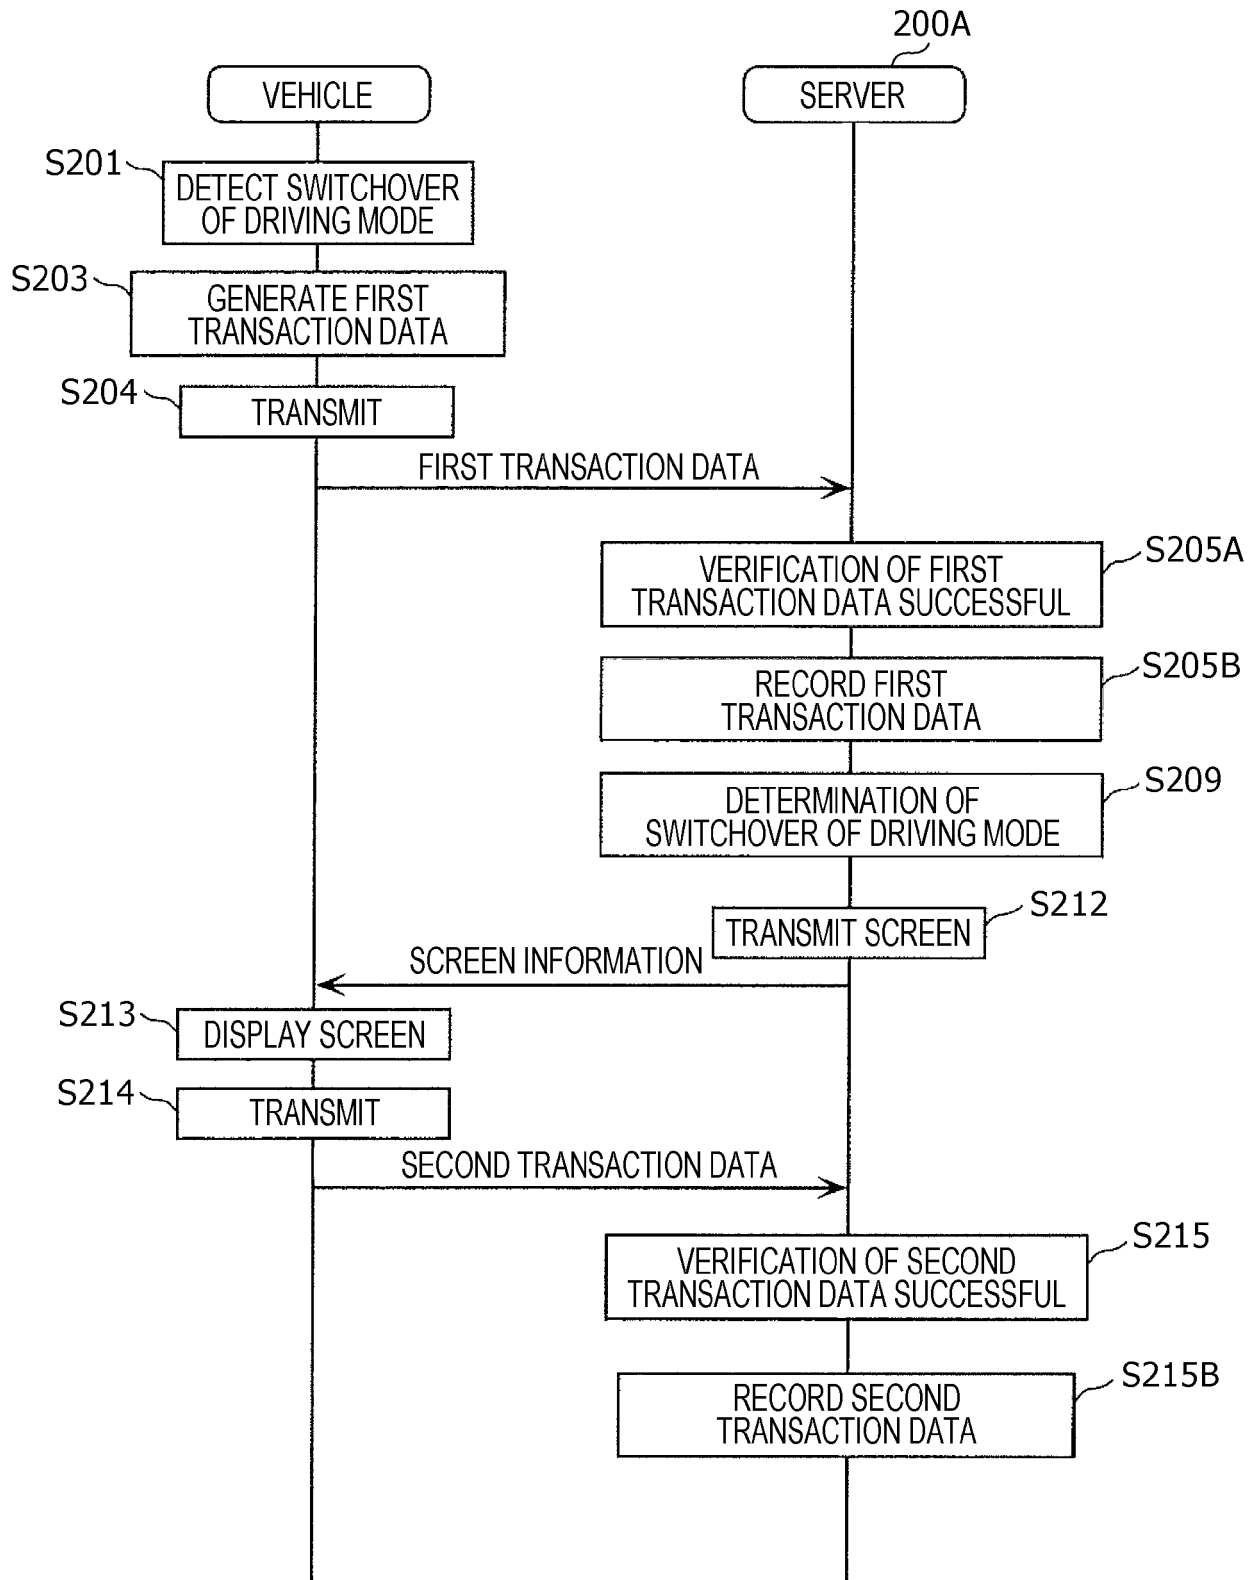 200A
VEHICLE
SERVER
S201
DETECT SWITCHOVER
OF DRIVING MODE
S203
GENERATE FIRST
TRANSACTION DATA
S204
TRANSMIT
FIRST TRANSACTION DATA
S205A
VERIFICATION OF FIRST
TRANSACTION DATA SUCCESSFUL
S205B
RECORD FIRST
TRANSACTION DATA
S209
DETERMINATION OF
SWITCHOVER OF DRIVING MODE
S212
TRANSMIT SCREEN
SCREEN INFORMATION
S213
DISPLAY SCREEN
S214
TRANSMIT
SECOND TRANSACTION DATA
S215
VERIFICATION OF SECOND
TRANSACTION DATA SUCCESSFUL
S215B
RECORD SECOND
TRANSACTION DATA